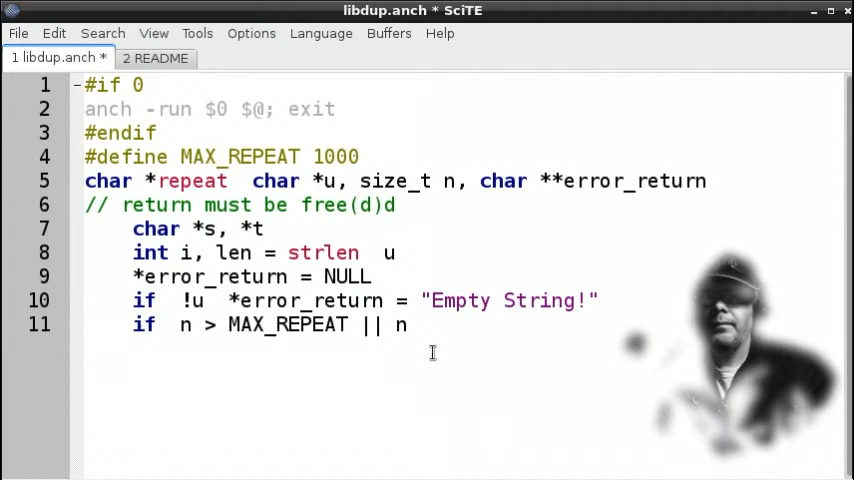 libdup.anch * SciTE
File Edit Search View Tools Options Language Buffers Help
1 libdup.anch * 2 README
1 #if 0
2 anch -run $0 $@; exit
3 #endif
4 #define MAX_REPEAT 1000
5 char *repeat  char *u, size_t n, char **error_return
6 // return must be free(d)d
7     char *s, *t
8     int i, len = strlen  u
9     *error_return = NULL
10     if  !u  *error_return = "Empty String!"
11     if  n > MAX_REPEAT || n